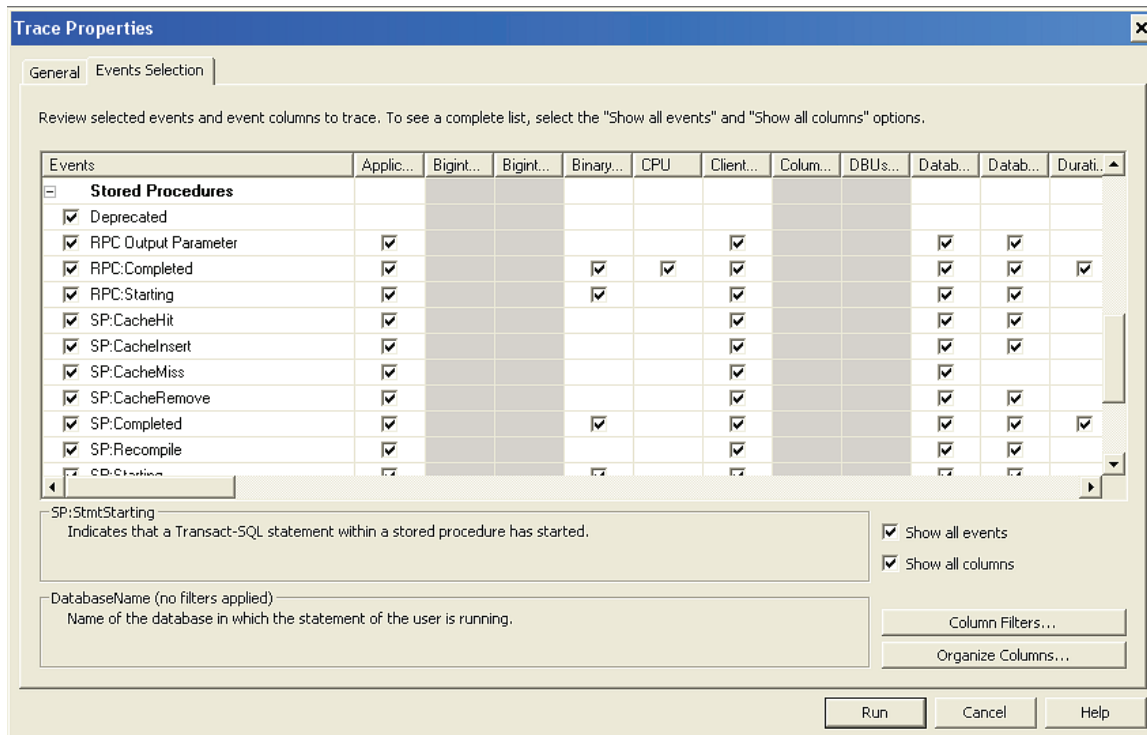 Trace Properties
General Events Selection
Review selected events and event columns to trace. To see a complete list, select the "Show all events" and "Show all columns" options.
Events Applic... Bigint... Bigint... Binary... CPU Client... Colum... DBUs... Datab... Datab... Durati...
Stored Procedures
Deprecated
RPC Output Parameter
RPC:Completed
RPC:Starting
SP:CacheHit
SP:CacheInsert
SP:CacheMiss
SP:CacheRemove
SP:Completed
SP:Recompile
SP:Starting
SP:StmtStarting
Indicates that a Transact-SQL statement within a stored procedure has started.
Show all events
Show all columns
DatabaseName (no filters applied)
Name of the database in which the statement of the user is running.
Column Filters...
Organize Columns...
Run Cancel Help